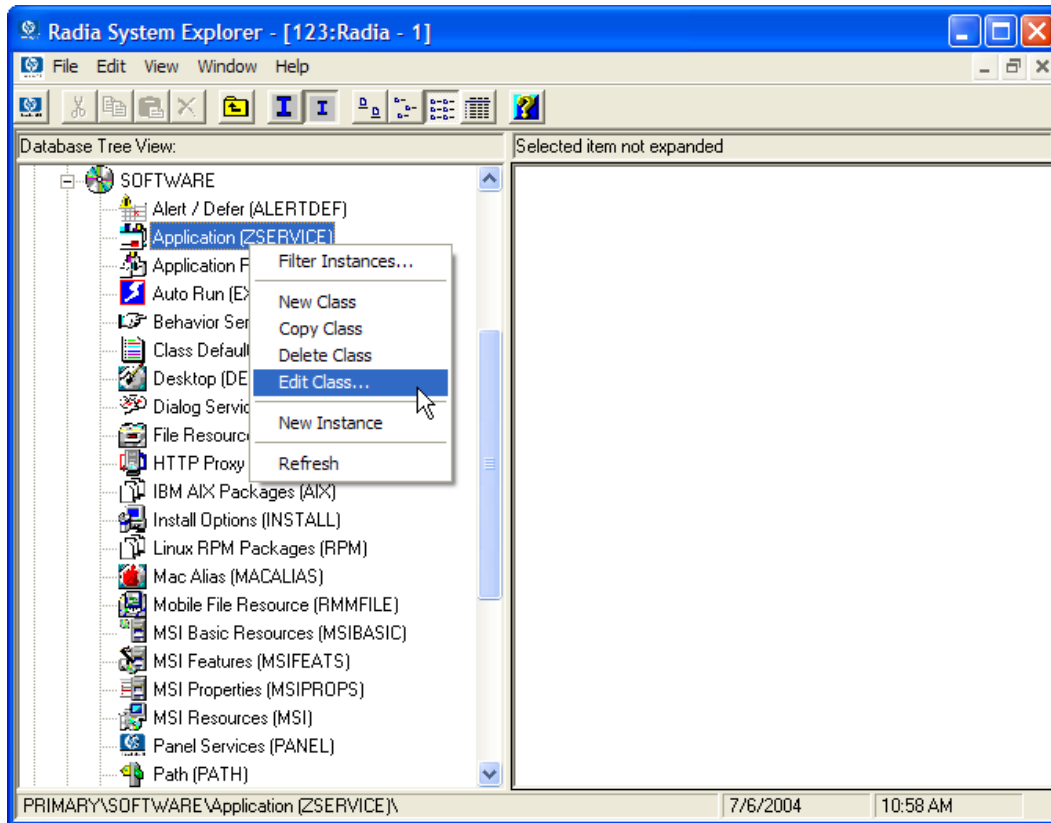 Radia System Explorer - [123:Radia - 1]
File Edit View Window Help
Database Tree View:
Selected item not expanded
SOFTWARE
Alert / Defer (ALERTDEF)
Application (ZSERVICE)
Application F
Auto Run (EX
Behavior Ser
Class Defaul
Desktop (DE
Dialog Servic
File Resourc
HTTP Proxy
IBM AIX Packages (AIX)
Install Options (INSTALL)
Linux RPM Packages (RPM)
Mac Alias (MACALIAS)
Mobile File Resource (RMMFILE)
MSI Basic Resources (MSIBASIC)
MSI Features (MSIFEATS)
MSI Properties (MSIPROPS)
MSI Resources (MSI)
Panel Services (PANEL)
Path (PATH)
Filter Instances...
New Class
Copy Class
Delete Class
Edit Class...
New Instance
Refresh
PRIMARY\SOFTWARE\Application (ZSERVICE)\
7/6/2004
10:58 AM